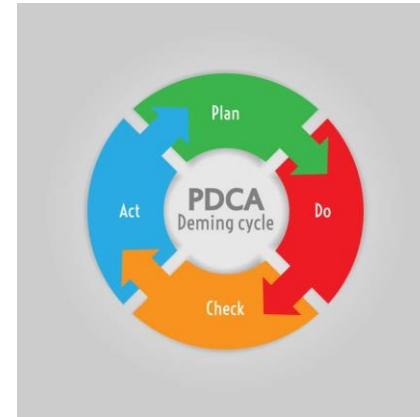 Plan
Do
Check
Act
PDCA
Deming cycle